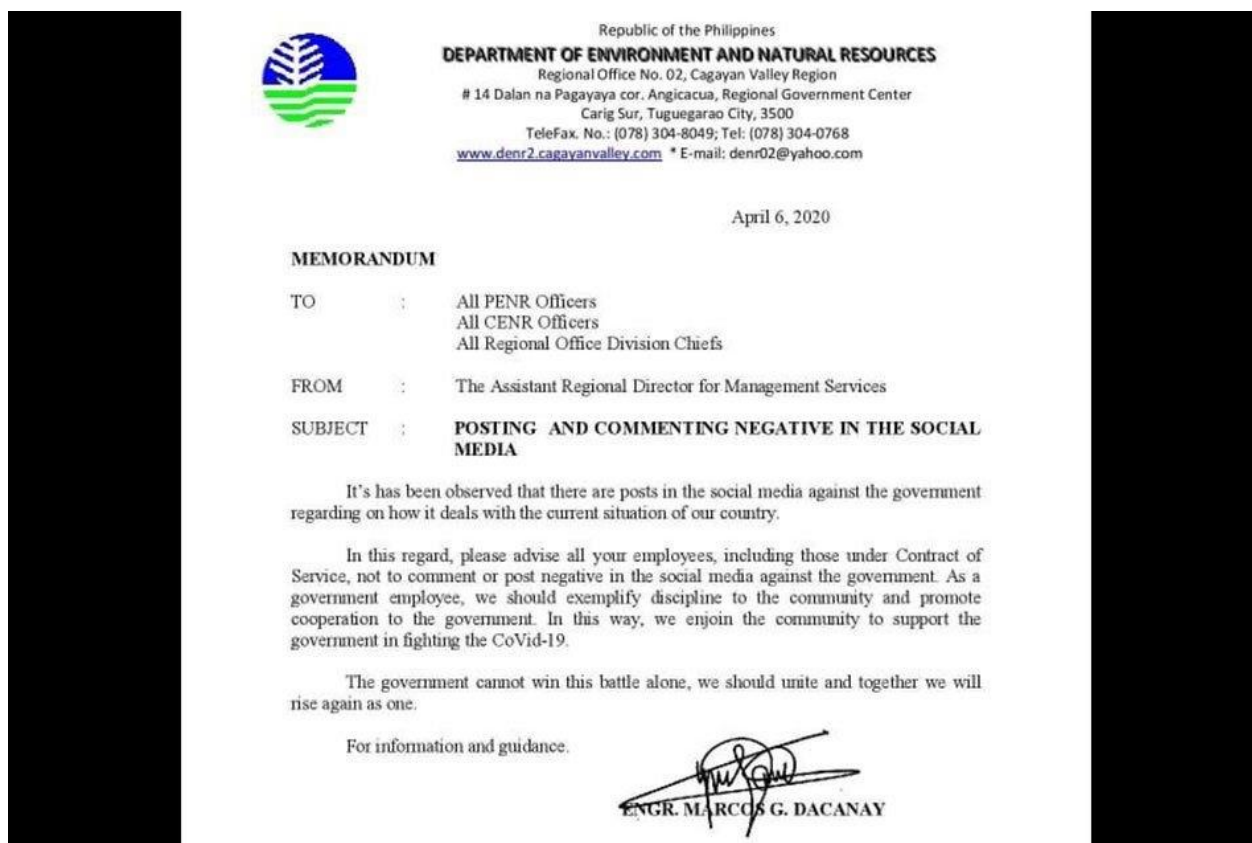 Republic of the Philippines
DEPARTMENT OF ENVIRONMENT AND NATURAL RESOURCES
Regional Office No. 02, Cagayan Valley Region
# 14 Dalan na Pagayaya cor. Angicacua, Regional Government Center
Carig Sur, Tuguegarao City, 3500
TeleFax. No.: (078) 304-8049; Tel: (078) 304-0768
www.denr2.cagayanvalley.com * E-mail: denr02@yahoo.com
April 6, 2020
MEMORANDUM
TO : All PENR Officers
All CENR Officers
All Regional Office Division Chiefs
FROM : The Assistant Regional Director for Management Services
SUBJECT : POSTING AND COMMENTING NEGATIVE IN THE SOCIAL
MEDIA
It's has been observed that there are posts in the social media against the government
regarding on how it deals with the current situation of our country.
In this regard, please advise all your employees, including those under Contract of
Service, not to comment or post negative in the social media against the government. As a
government employee, we should exemplify discipline to the community and promote
cooperation to the government. In this way, we enjoin the community to support the
government in fighting the CoVid-19.
The government cannot win this battle alone, we should unite and together we will
rise again as one.
For information and guidance.
ENGR. MARCOS G. DACANAY